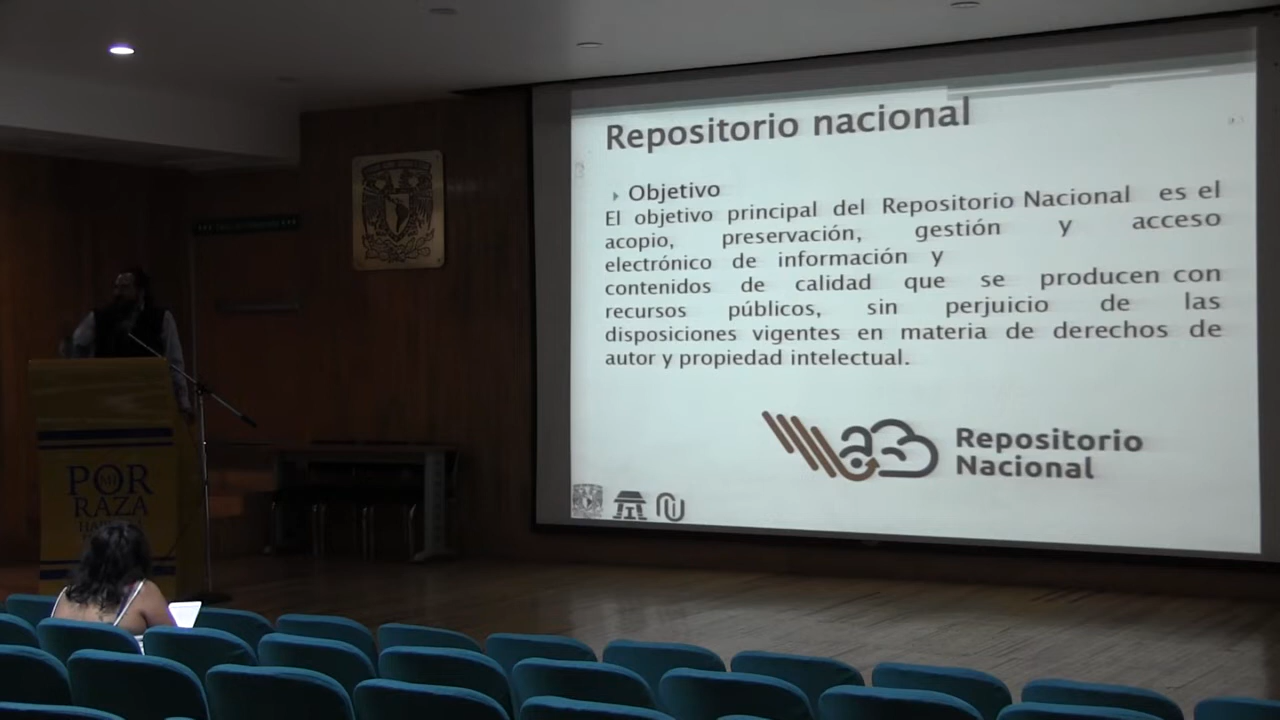 Repositorio nacional
Objetivo
El objetivo principal del Repositorio Nacional es el
acopio, preservación, gestión y acceso
electrónico de información y
contenidos de calidad que se producen con
recursos públicos, sin perjuicio de las
disposiciones vigentes en materia de derechos de
autor y propiedad intelectual.
Repositorio
Nacional
POR
MI
RAZA